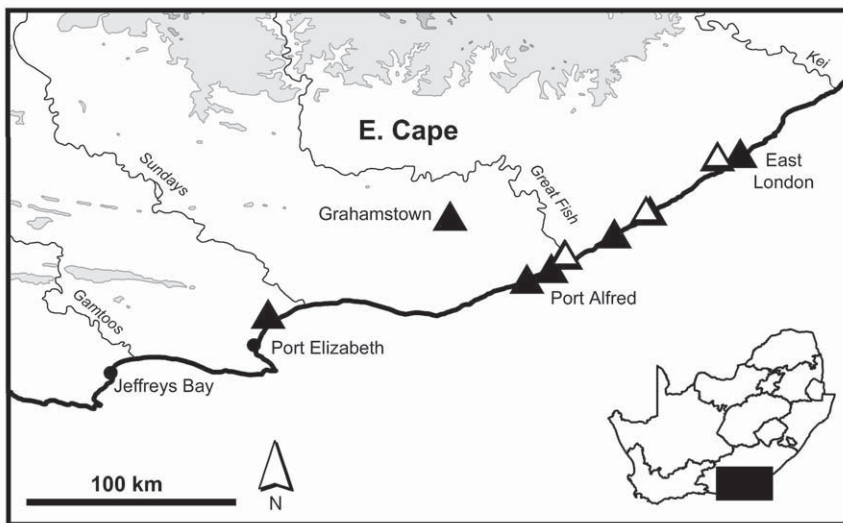 Kei
E. Cape
Sundays
Great Fish
East
London
Grahamstown
Gamtoos
Port Alfred
Port Elizabeth
Jeffreys Bay
100 km
N